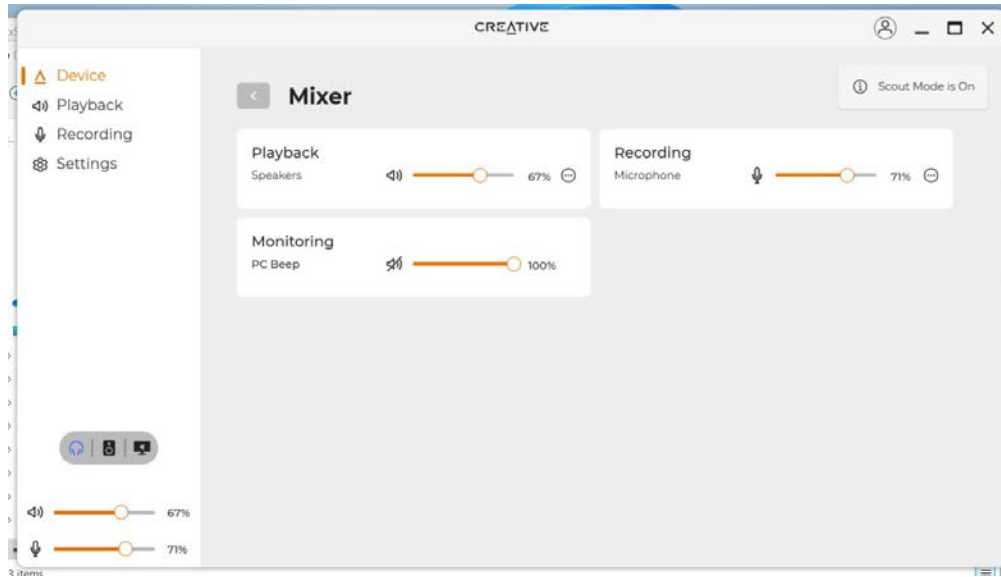 CREATIVE
Device
Playback
Recording
Settings
Mixer
Scout Mode is On
Playback
Speakers
67%
Recording
Microphone
71%
Monitoring
PC Beep
100%
67%
71%
3 items